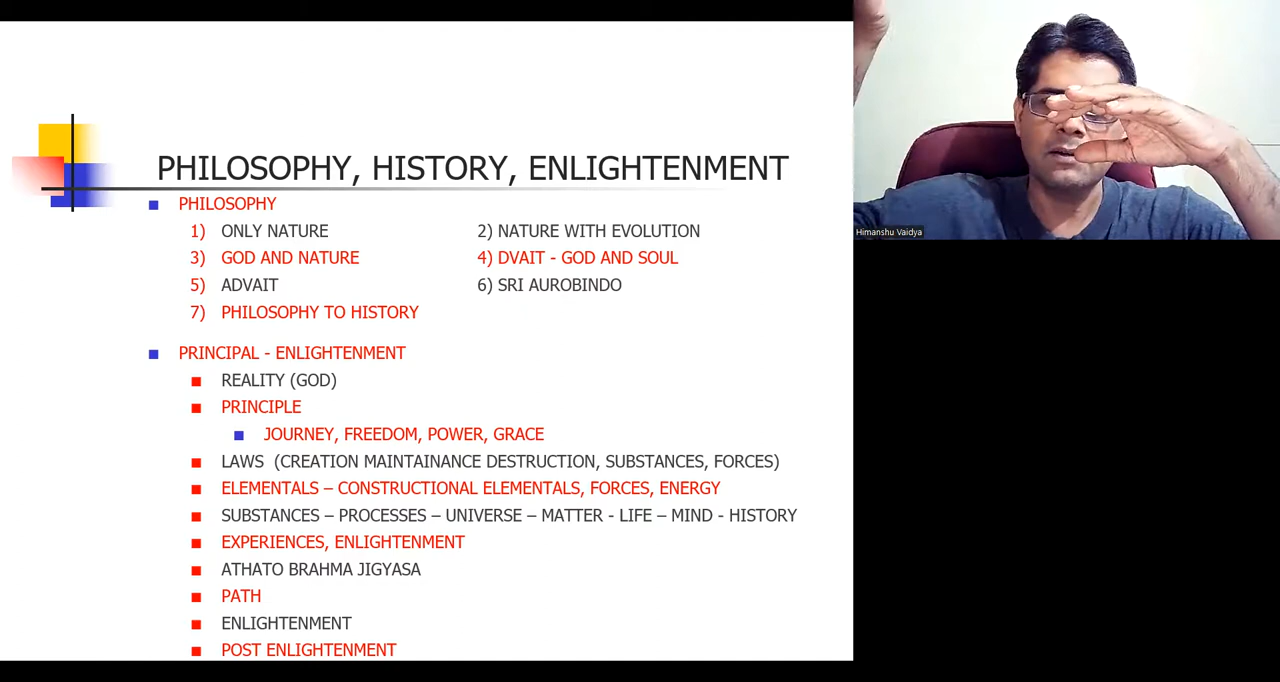 PHILOSOPHY, HISTORY, ENLIGHTENMENT
PHILOSOPHY
1) ONLY NATURE 2) NATURE WITH EVOLUTION
3) GOD AND NATURE 4) DVAIT - GOD AND SOUL
5) ADVAIT 6) SRI AUROBINDO
7) PHILOSOPHY TO HISTORY
PRINCIPAL - ENLIGHTENMENT
REALITY (GOD)
PRINCIPLE
JOURNEY, FREEDOM, POWER, GRACE
LAWS (CREATION MAINTAINANCE DESTRUCTION, SUBSTANCES, FORCES)
ELEMENTALS – CONSTRUCTIONAL ELEMENTALS, FORCES, ENERGY
SUBSTANCES – PROCESSES – UNIVERSE – MATTER - LIFE – MIND - HISTORY
EXPERIENCES, ENLIGHTENMENT
ATHATO BRAHMA JIGYASA
PATH
ENLIGHTENMENT
POST ENLIGHTENMENT
Himanshu Vaidya